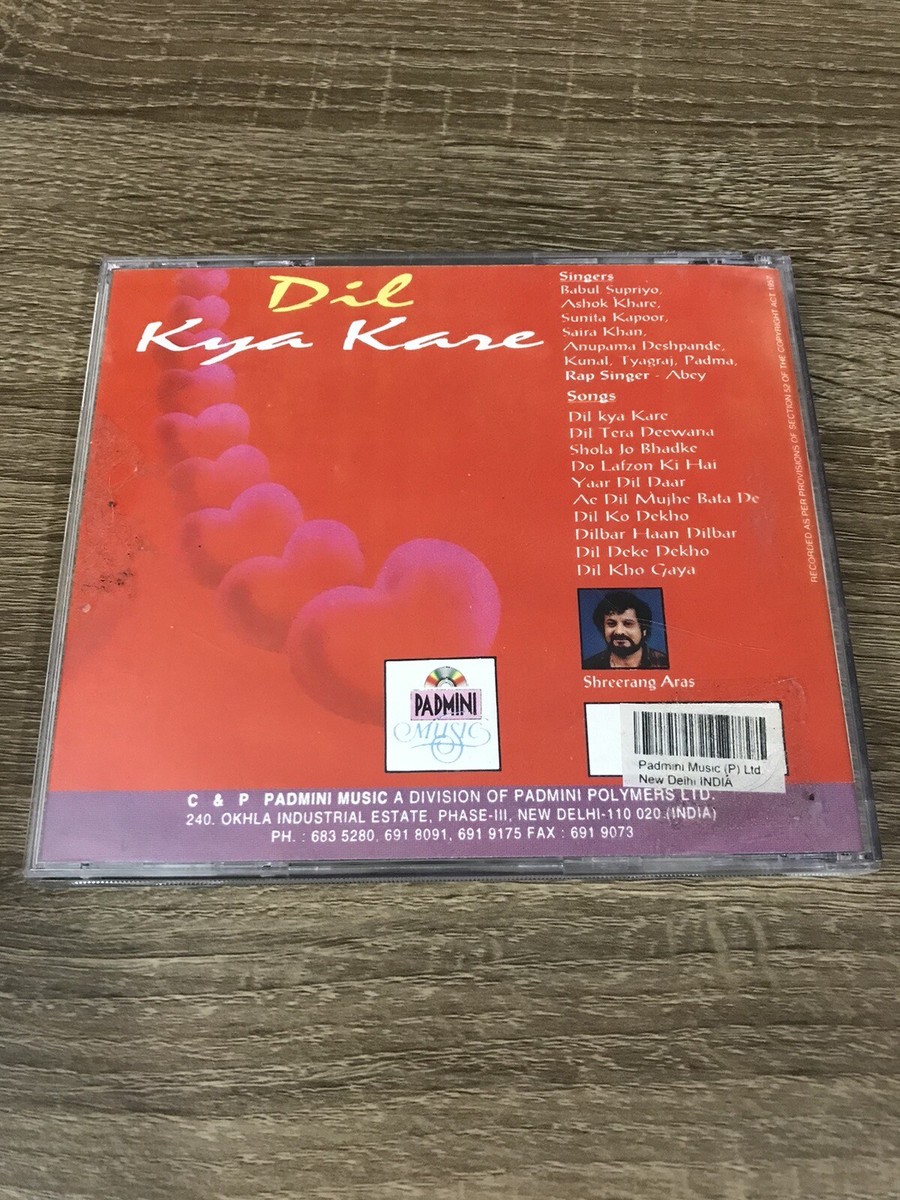 Dil
Kya Kare
Singers
Babul Supriyo,
Ashok Khare,
Sunita Kapoor,
Saira Khan,
Anupama Deshpande,
Kunal, Tyagraj, Padma,
Rap Singer - Abey
Songs
Dil kya Kare
Dil Tera Deewana
Shola Jo Bhadke
Do Lafzon Ki Hai
Yaar Dil Daar
Ae Dil Mujhe Bata De
Dil Ko Dekho
Dilbar Haan Dilbar
Dil Deke Dekho
Dil Kho Gaya
Shreerang Aras
RECORDED AS PER PROVISIONS OF SECTION 52 OF THE COPYRIGHT ACT 1957
PADMINI
MUSIC
Padmini Music (P) Ltd
New Delhi INDIA
C & P PADMINI MUSIC A DIVISION OF PADMINI POLYMERS LTD.
240, OKHLA INDUSTRIAL ESTATE, PHASE-III, NEW DELHI-110 020 (INDIA)
PH. : 683 5280, 691 8091, 691 9175 FAX : 691 9073